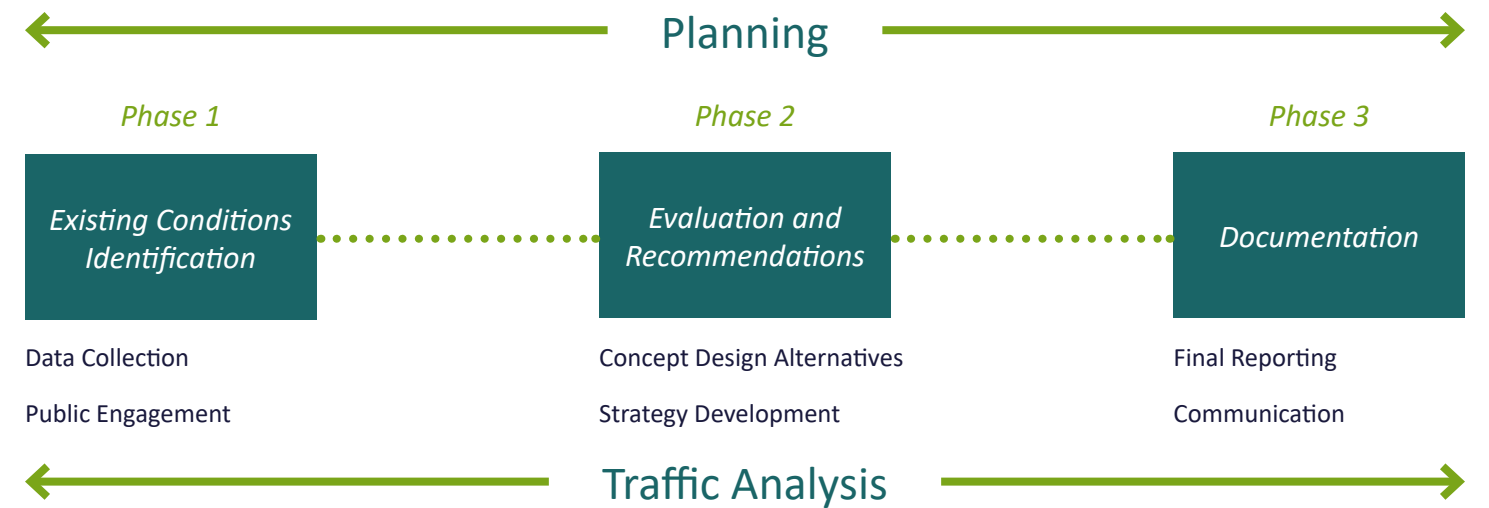 Planning
Phase 1
Phase 2
Phase 3
Existing Conditions
Identification
Evaluation and
Recommendations
Documentation
Data Collection
Concept Design Alternatives
Final Reporting
Public Engagement
Strategy Development
Communication
Traffic Analysis